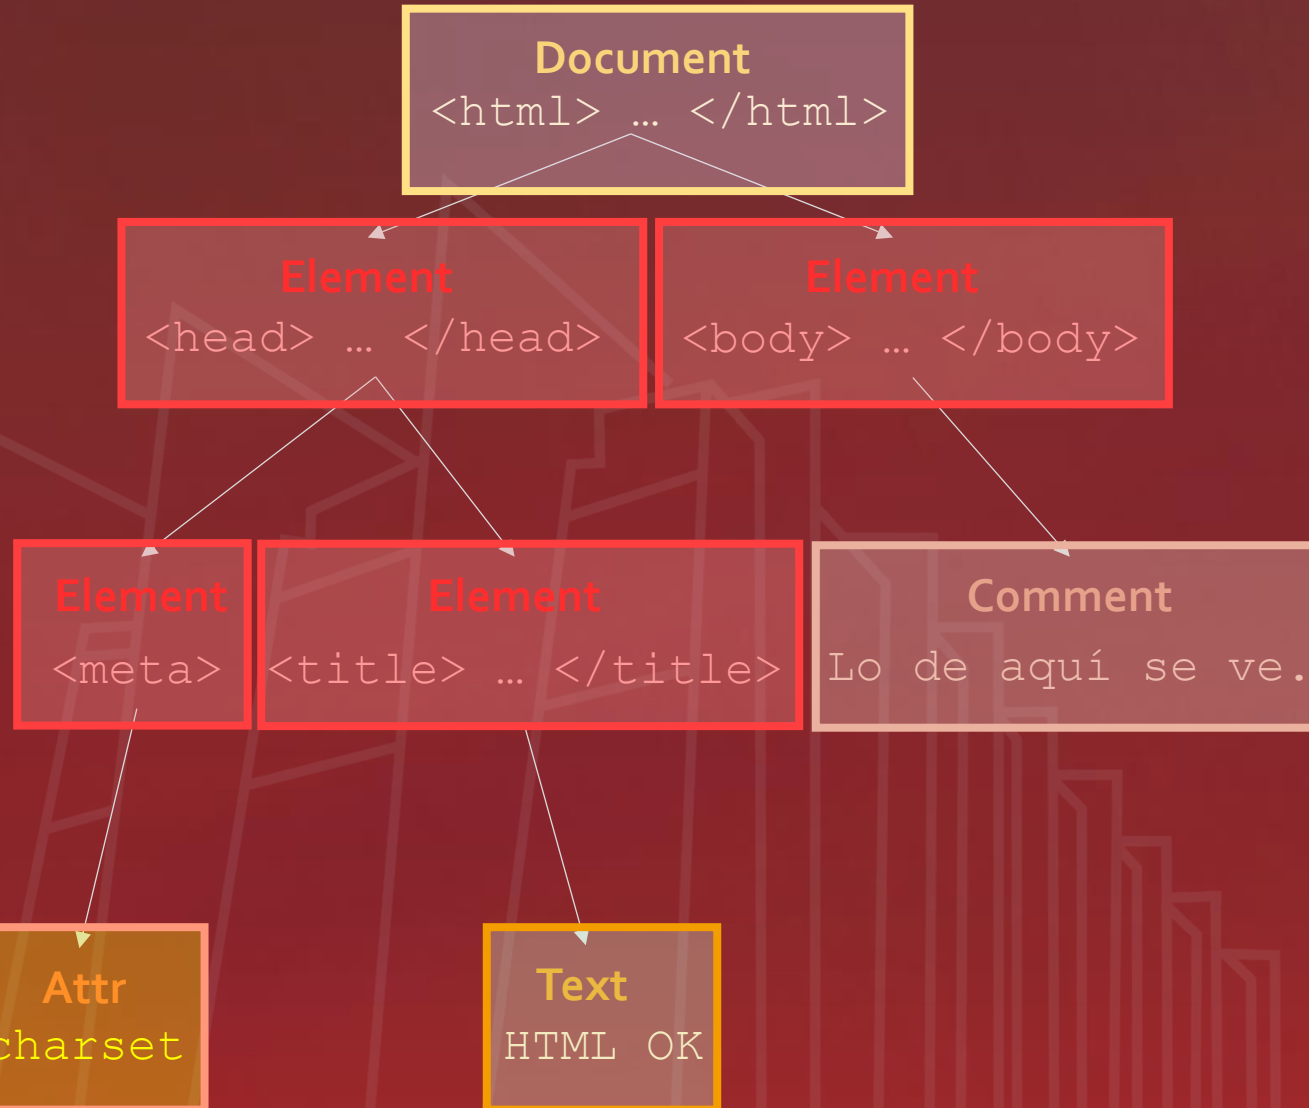 Document
<html> … </html>
Element
<head> … </head>
Element
<body> … </body>
Element
<meta>
Element
<title> … </title>
Comment
Lo de aquí se ve.
Attr
charset
Text
HTML OK